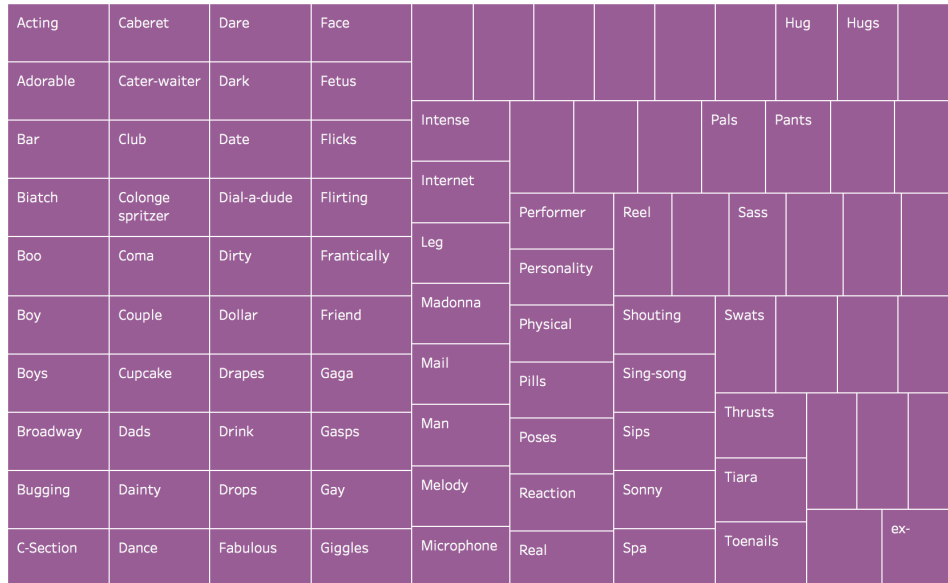 Acting
Adorable
Bar
Biatch
Boo
Boy
Boys
Broadway
Bugging
C-Section
Caberet
Cater-waiter
Club
Colonge
spritzer
Coma
Couple
Cupcake
Dads
Dainty
Dance
Dare
Dark
Date
Dial-a-dude
Dirty
Dollar
Drapes
Drink
Drops
Fabulous
Face
Fetus
Flicks
Flirting
Frantically
Friend
Gaga
Gasps
Gay
Giggles
Hug
Hugs
Intense
Internet
Leg
Madonna
Mail
Man
Melody
Microphone
Pals
Pants
Performer
Personality
Physical
Pills
Poses
Reaction
Real
Reel
Sass
Shouting
Sing-song
Sips
Sonny
Spa
Swats
Thrusts
Tiara
Toenails
ex-